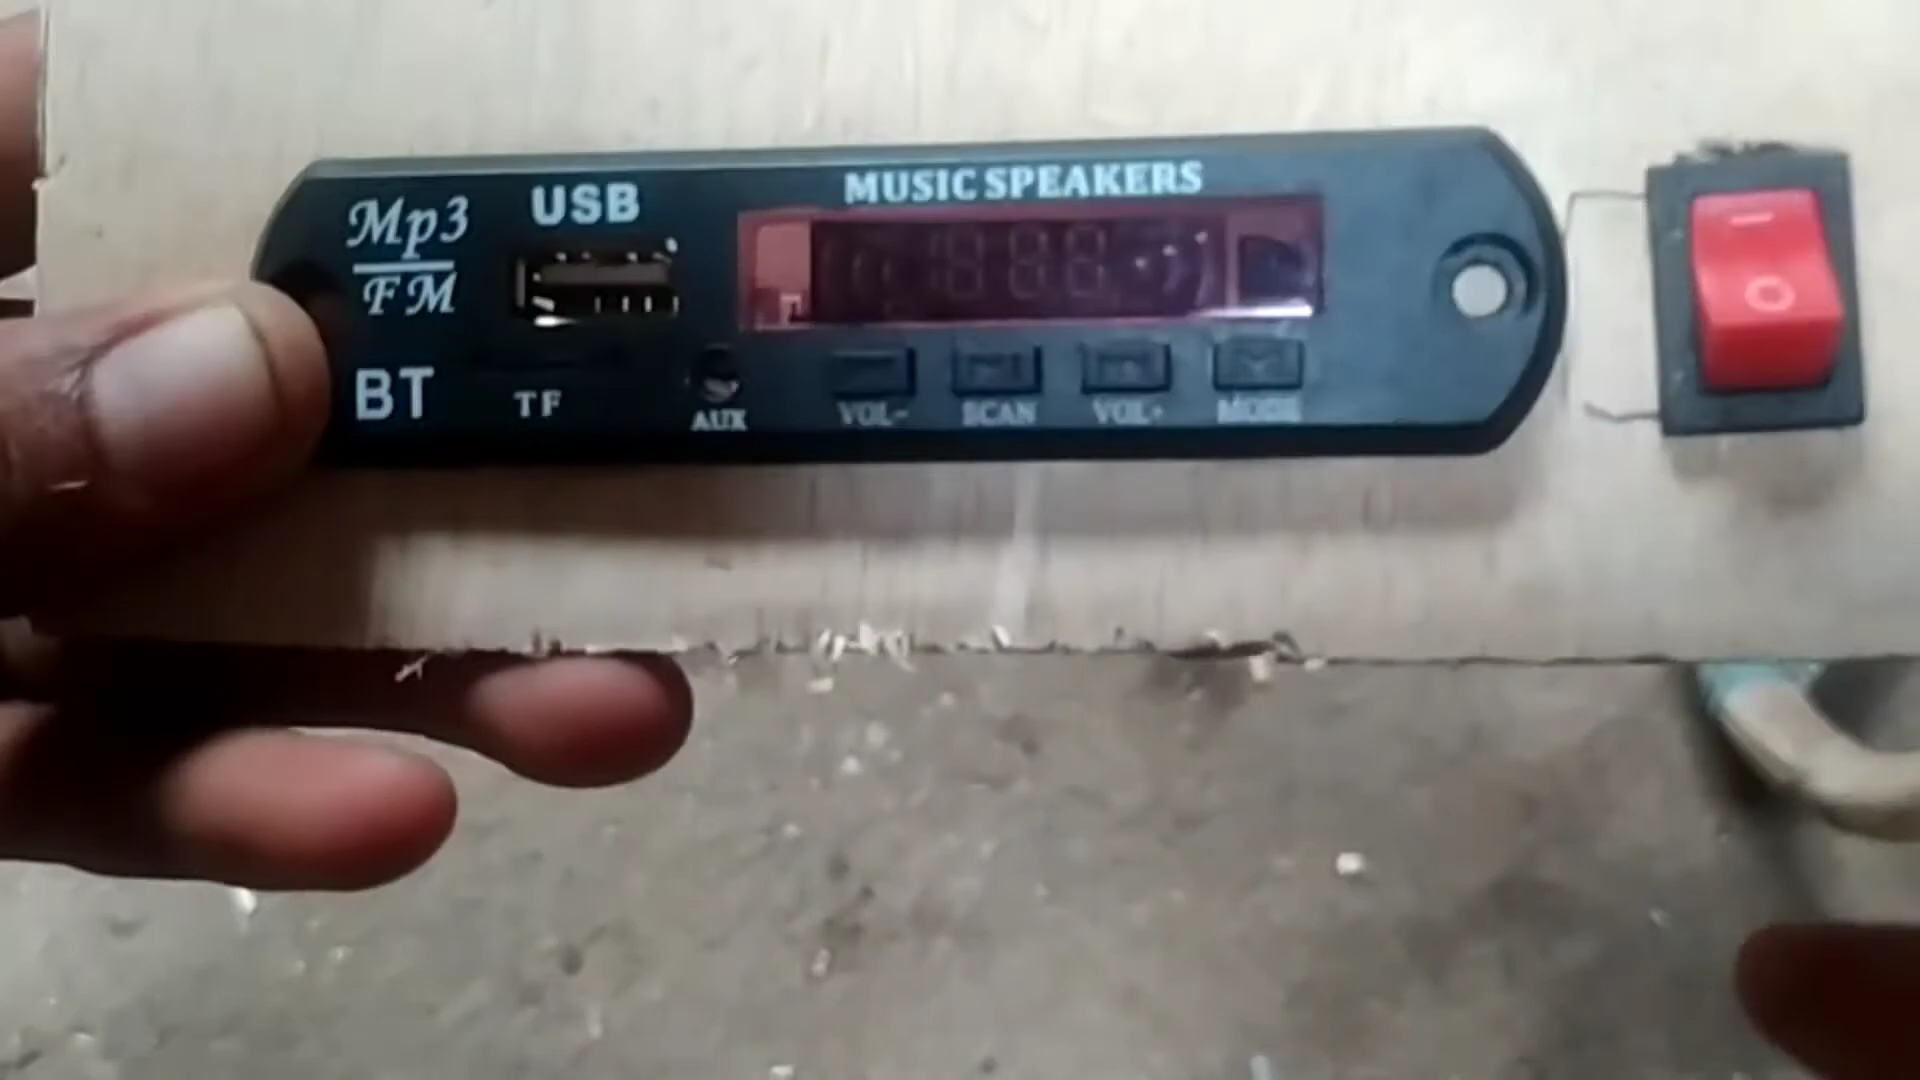 MUSIC SPEAKERS
Mp3
FM
USB
BT
TF
AUX
VOL-
SCAN
VOL+
MODE